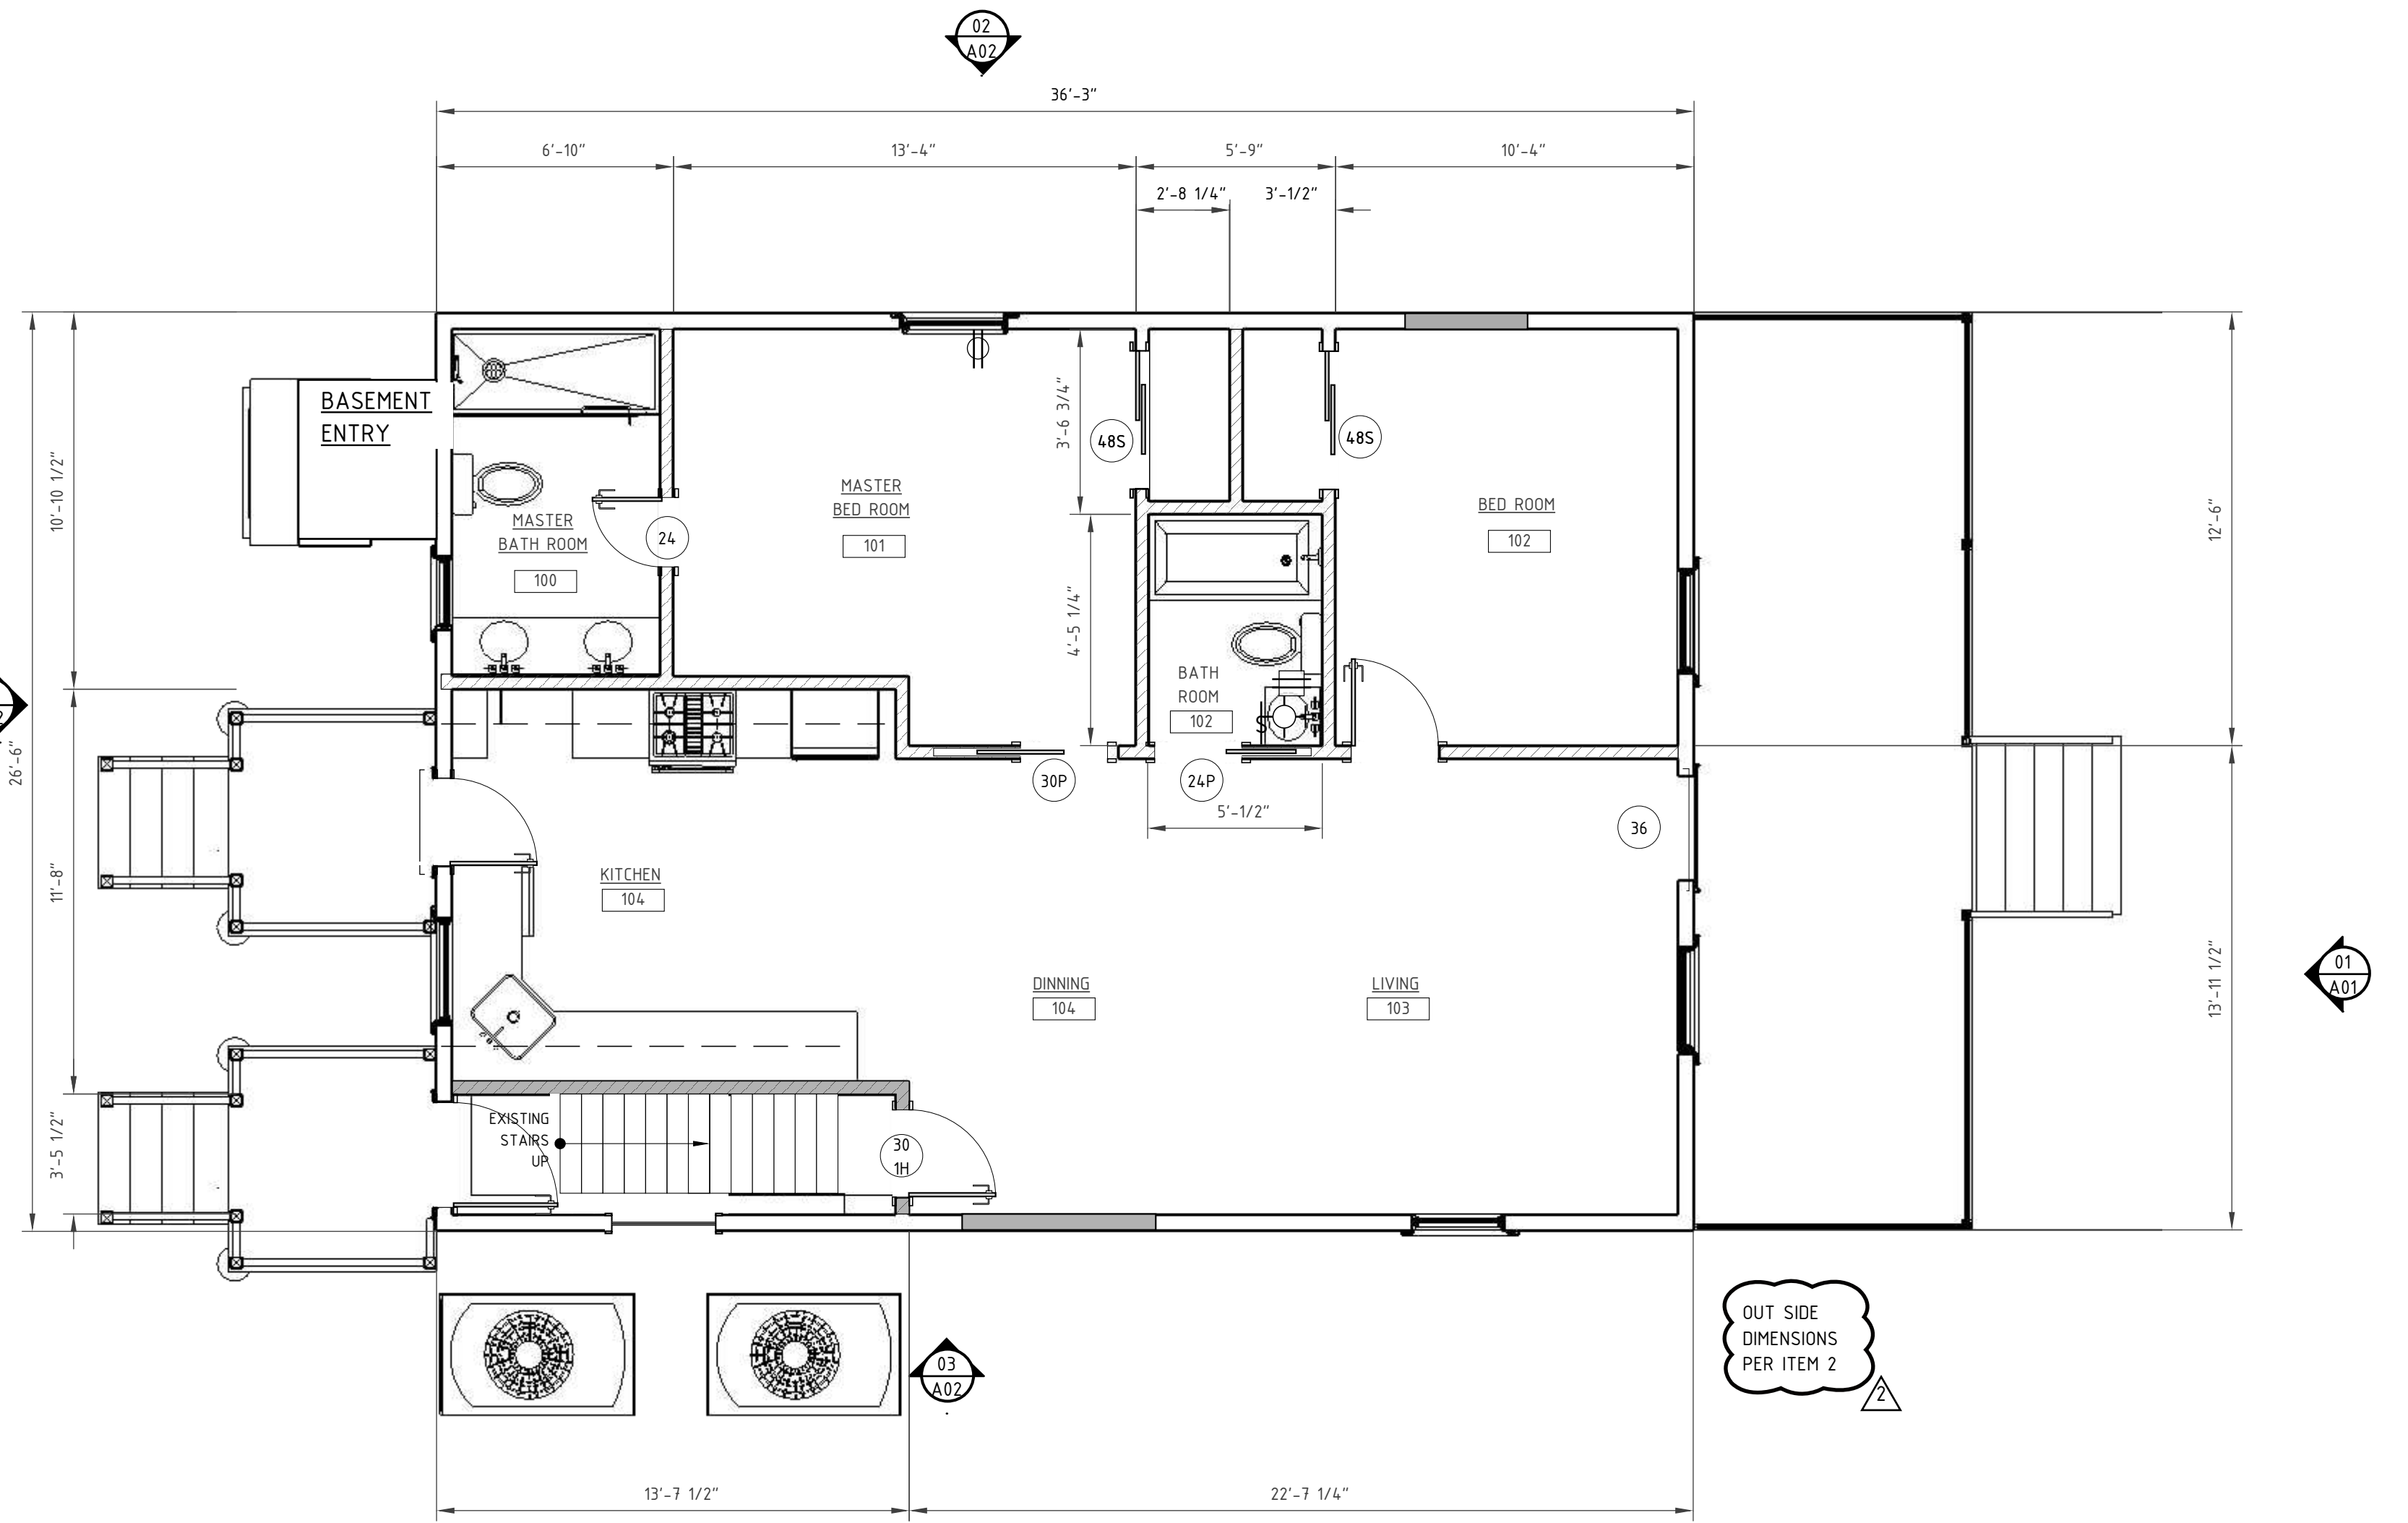 02
A02
36'-3"
6'-10"
13'-4"
5'-9"
10'-4"
2'-8 1/4"
3'-1/2"
BASEMENT
ENTRY
10'-10 1/2"
3'-6 3/4"
48S
48S
MASTER
BED ROOM
101
BED ROOM
102
12'-6"
MASTER
BATH ROOM
100
24
4'-5 1/4"
BATH
ROOM
102
S
26'-6"
30P
24P
5'-1/2"
36
11'-8"
KITCHEN
104
DINNING
104
LIVING
103
13'-11 1/2"
01
A01
3'-5 1/2"
EXISTING
STAIRS
UP
30
1H
OUT SIDE
DIMENSIONS
PER ITEM 2
2
03
A02
13'-7 1/2"
22'-7 1/4"